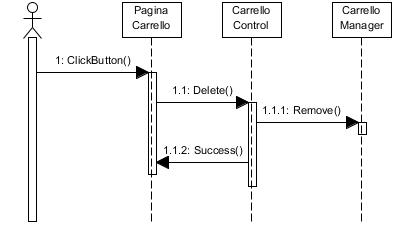 Pagina
Carrello
Carrello
Control
Carrello
Manager
1: ClickButton()
1.1: Delete()
1.1.1: Remove()
1.1.2: Success()